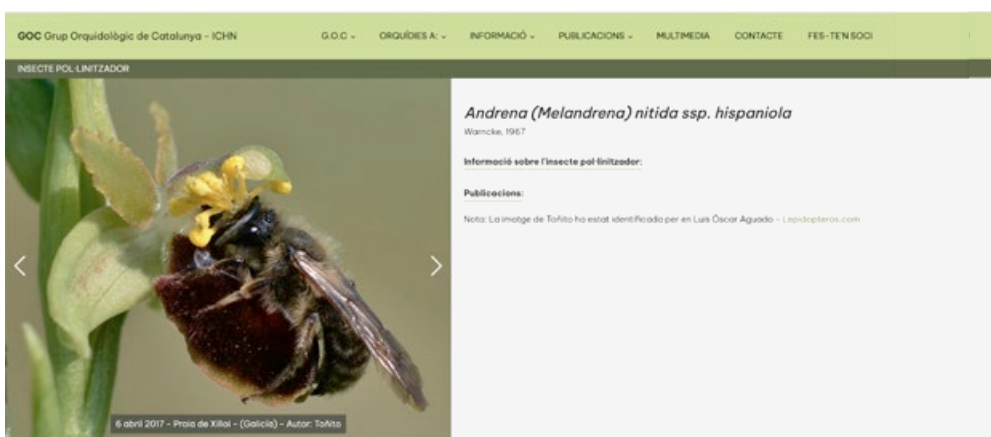 GOC Grup Orquidològic de Catalunya - ICHN
G.O.C
ORQUÍDIES A:
INFORMACIÓ
PUBLICACIONS
MULTIMEDIA
CONTACTE
FES-TE'N SOCI
INSECTE POL·LINITZADOR
Andrena (Melandrena) nitida ssp. hispaniola
Warncke, 1967
Informació sobre l'insecte pol·linitzador:
Publicacions:
Nota: La imatge de Toñito ha estat identificada per en Luis Óscar Aguado - Lepidopteros.com
6 abril 2017 - Praia de Xilloi - (Galícia) - Autor: Toñito